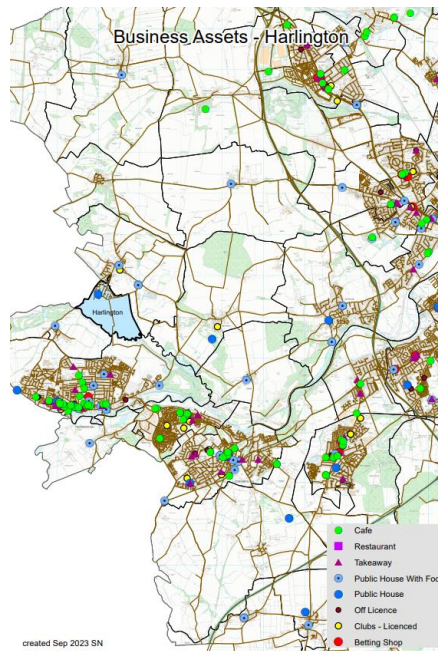 Business Assets - Harlington
Harlington
Cafe
Restaurant
Takeaway
Public House With Foo
Public House
Off Licence
Clubs - Licenced
Betting Shop
created Sep 2023 SN